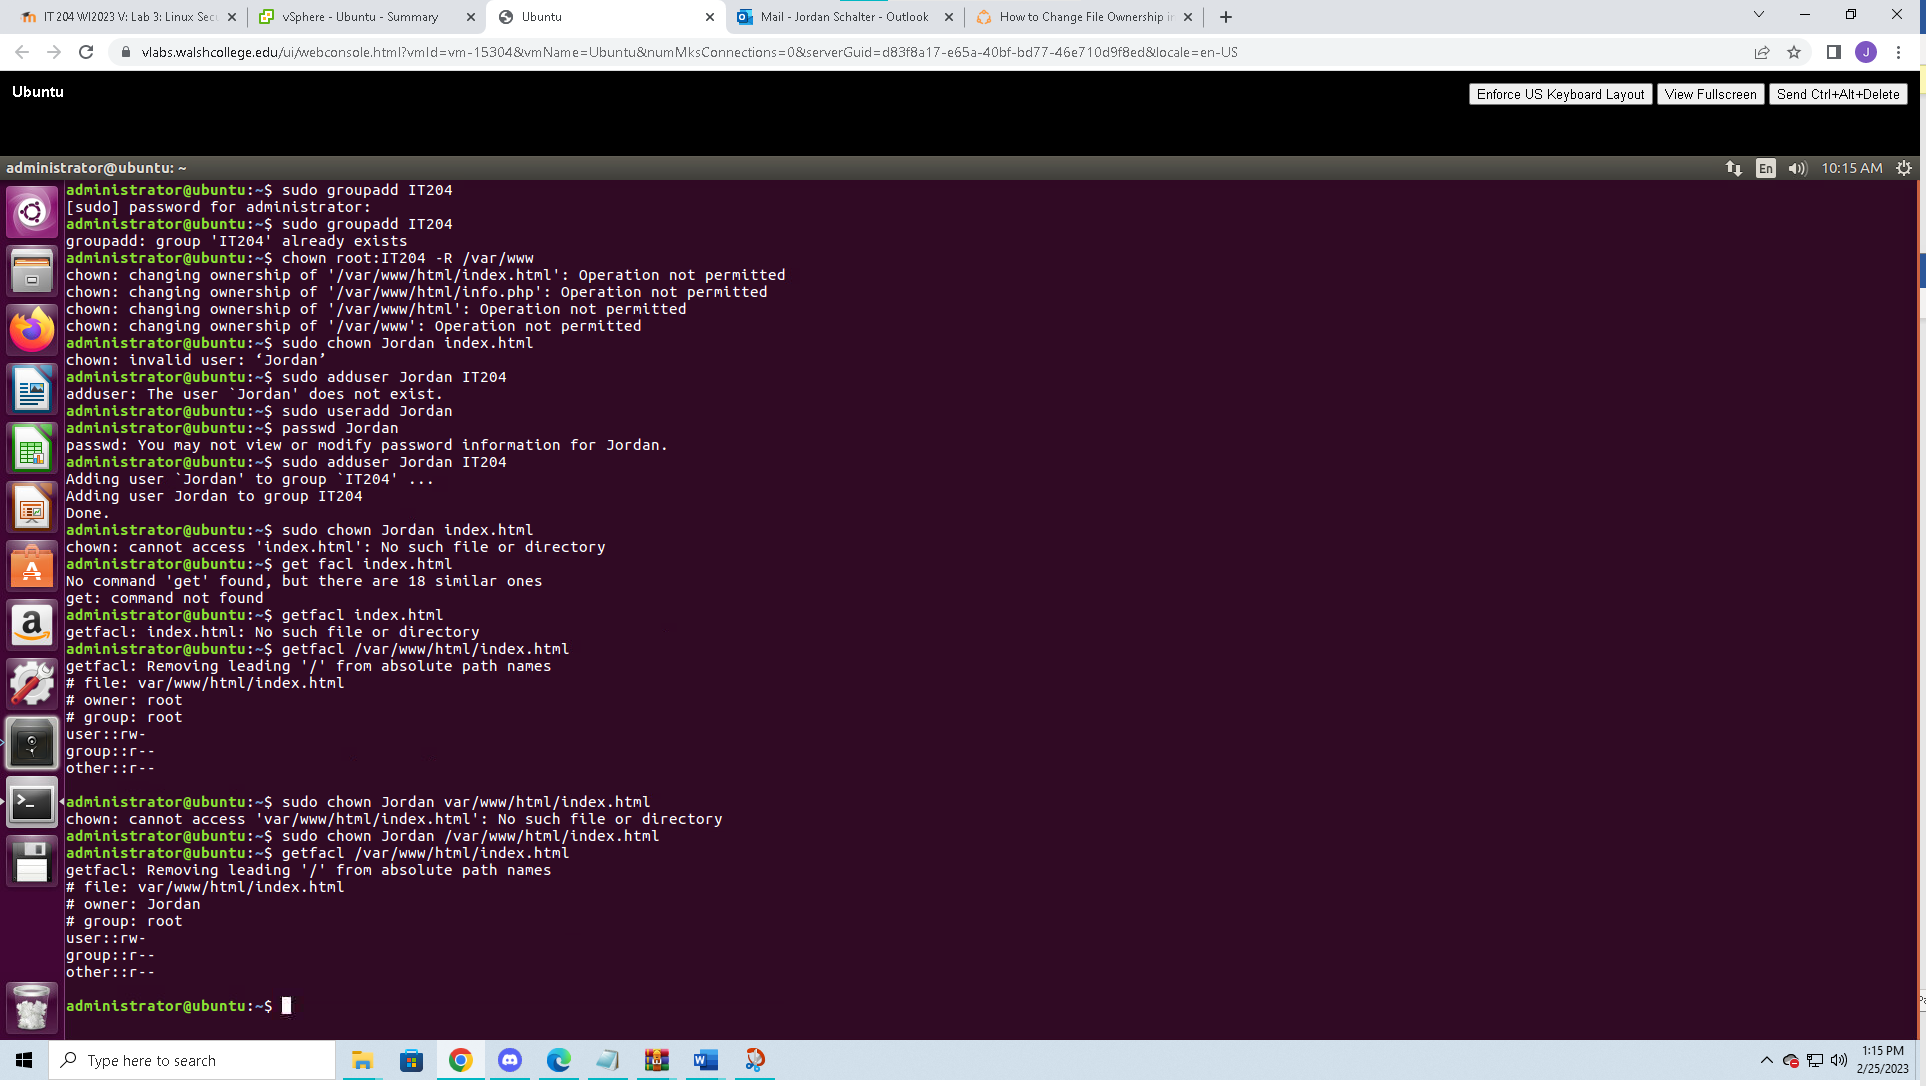 IT 204 WI2023 V: Lab 3: Linux Secu
vSphere - Ubuntu - Summary
Ubuntu
Mail - Jordan Schalter - Outlook
How to Change File Ownership in
vlabs.walshcollege.edu/ui/webconsole.html?vmId=vm-15304&vmName=Ubuntu&numMksConnections=0&serverGuid=d83f8a17-e65a-40bf-bd77-46e710d9f8ed&locale=en-US
J
Ubuntu
Enforce US Keyboard Layout
View Fullscreen
Send Ctrl+Alt+Delete
administrator@ubuntu: ~
En
10:15 AM
administrator@ubuntu:~$ sudo groupadd IT204
[sudo] password for administrator:
administrator@ubuntu:~$ sudo groupadd IT204
groupadd: group 'IT204' already exists
administrator@ubuntu:~$ chown root:IT204 -R /var/www
chown: changing ownership of '/var/www/html/index.html': Operation not permitted
chown: changing ownership of '/var/www/html/info.php': Operation not permitted
chown: changing ownership of '/var/www/html': Operation not permitted
chown: changing ownership of '/var/www': Operation not permitted
administrator@ubuntu:~$ sudo chown Jordan index.html
chown: invalid user: ‘Jordan’
administrator@ubuntu:~$ sudo adduser Jordan IT204
adduser: The user `Jordan' does not exist.
administrator@ubuntu:~$ sudo useradd Jordan
administrator@ubuntu:~$ passwd Jordan
passwd: You may not view or modify password information for Jordan.
administrator@ubuntu:~$ sudo adduser Jordan IT204
Adding user `Jordan' to group `IT204' ...
Adding user Jordan to group IT204
Done.
administrator@ubuntu:~$ sudo chown Jordan index.html
chown: cannot access 'index.html': No such file or directory
administrator@ubuntu:~$ get facl index.html
No command 'get' found, but there are 18 similar ones
get: command not found
administrator@ubuntu:~$ getfacl index.html
getfacl: index.html: No such file or directory
administrator@ubuntu:~$ getfacl /var/www/html/index.html
getfacl: Removing leading '/' from absolute path names
# file: var/www/html/index.html
# owner: root
# group: root
user::rw-
group::r--
other::r--
administrator@ubuntu:~$ sudo chown Jordan var/www/html/index.html
chown: cannot access 'var/www/html/index.html': No such file or directory
administrator@ubuntu:~$ sudo chown Jordan /var/www/html/index.html
administrator@ubuntu:~$ getfacl /var/www/html/index.html
getfacl: Removing leading '/' from absolute path names
# file: var/www/html/index.html
# owner: Jordan
# group: root
user::rw-
group::r--
other::r--
administrator@ubuntu:~$
Type here to search
1:15 PM
2/25/2023